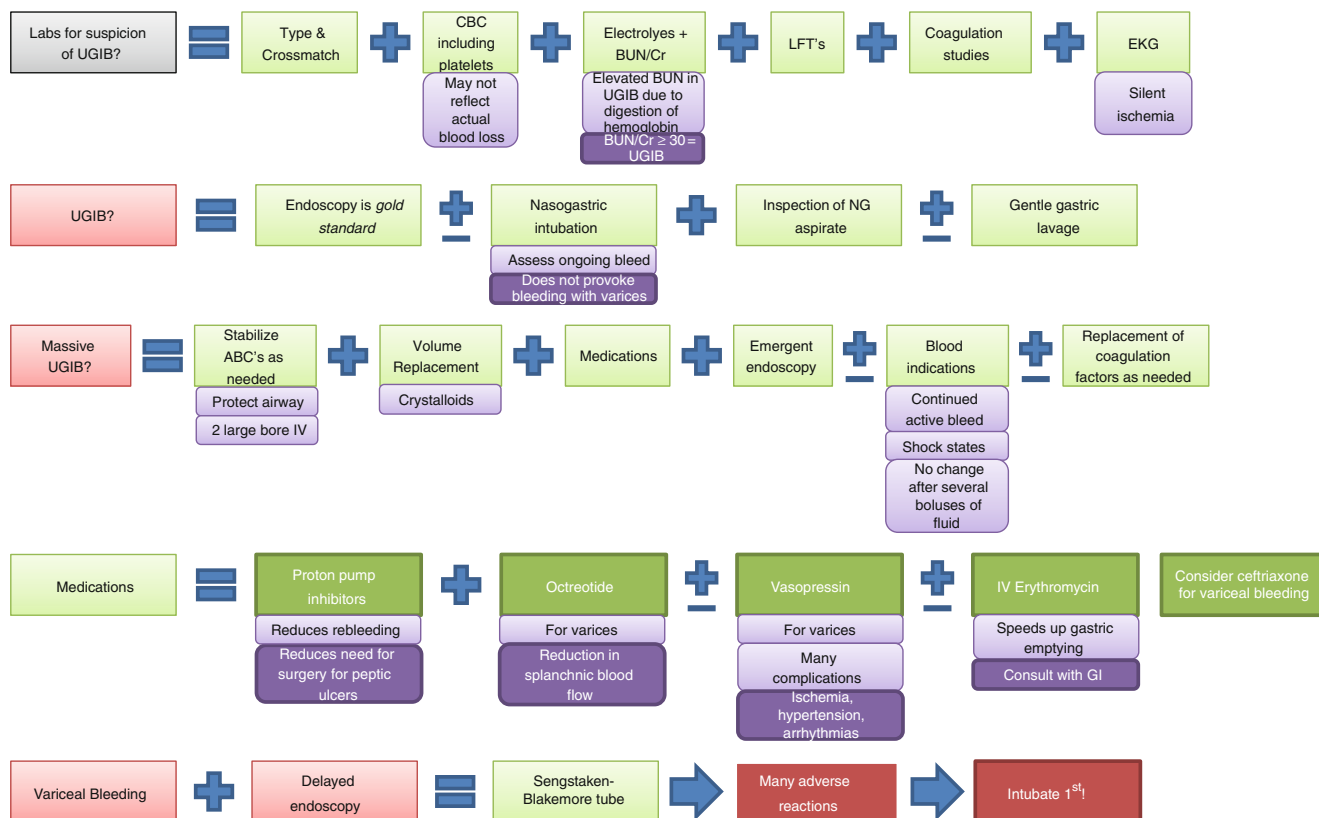 Labs for suspicion
of UGIB?
Type &
Crossmatch
CBC
including
platelets
May not
reflect
actual
blood loss
Electrolyes +
BUN/Cr
Elevated BUN in
UGIB due to
digestion of
hemoglobin
BUN/Cr ≥ 30 =
UGIB
LFT's
Coagulation
studies
EKG
Silent
ischemia
UGIB?
Endoscopy is gold
standard
Nasogastric
intubation
Assess ongoing bleed
Does not provoke
bleeding with varices
Inspection of NG
aspirate
Gentle gastric
lavage
Massive
UGIB?
Stabilize
ABC's as
needed
Protect airway
2 large bore IV
Volume
Replacement
Crystalloids
Medications
Emergent
endoscopy
Blood
indications
Continued
active bleed
Shock states
No change
after several
boluses of
fluid
Replacement of
coagulation
factors as needed
Medications
Proton pump
inhibitors
Reduces rebleeding
Reduces need for
surgery for peptic
ulcers
Octreotide
For varices
Reduction in
splanchnic blood
flow
Vasopressin
For varices
Many
complications
Ischemia,
hypertension,
arrhythmias
IV Erythromycin
Speeds up gastric
emptying
Consult with GI
Consider ceftriaxone
for variceal bleeding
Variceal Bleeding
Delayed
endoscopy
Sengstaken-
Blakemore tube
Many adverse
reactions
Intubate 1st!